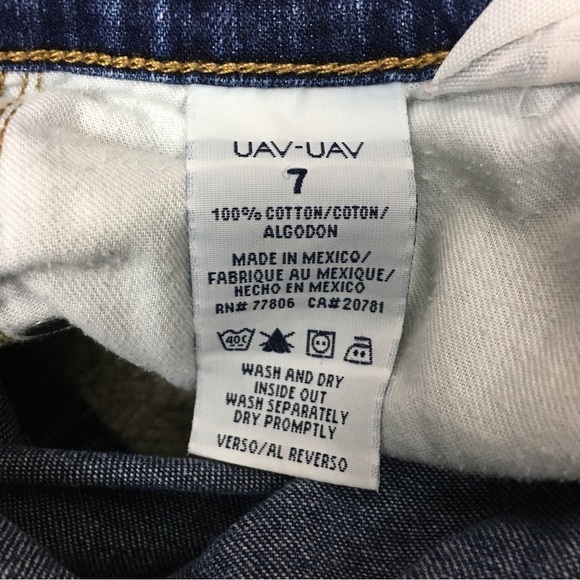 UAV-UAV
7
100% COTTON/COTON/
ALGODON
MADE IN MEXICO/
FABRIQUE AU MEXIQUE/
HECHO EN MEXICO
RN# 77806 CA# 20781
40C
WASH AND DRY
INSIDE OUT
WASH SEPARATELY
DRY PROMPTLY
VERSO/AL REVERSO